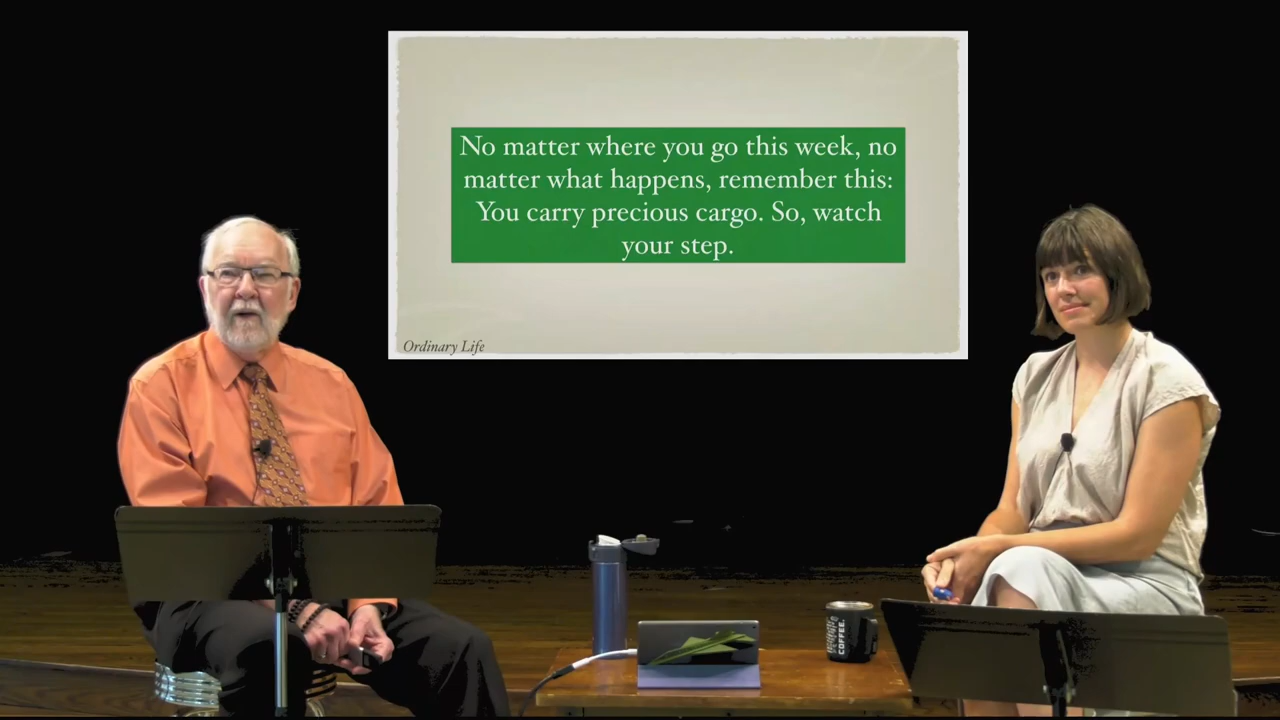 No matter where you go this week, no
matter what happens, remember this:
You carry precious cargo. So, watch
your step.
Ordinary Life
COFFEE.